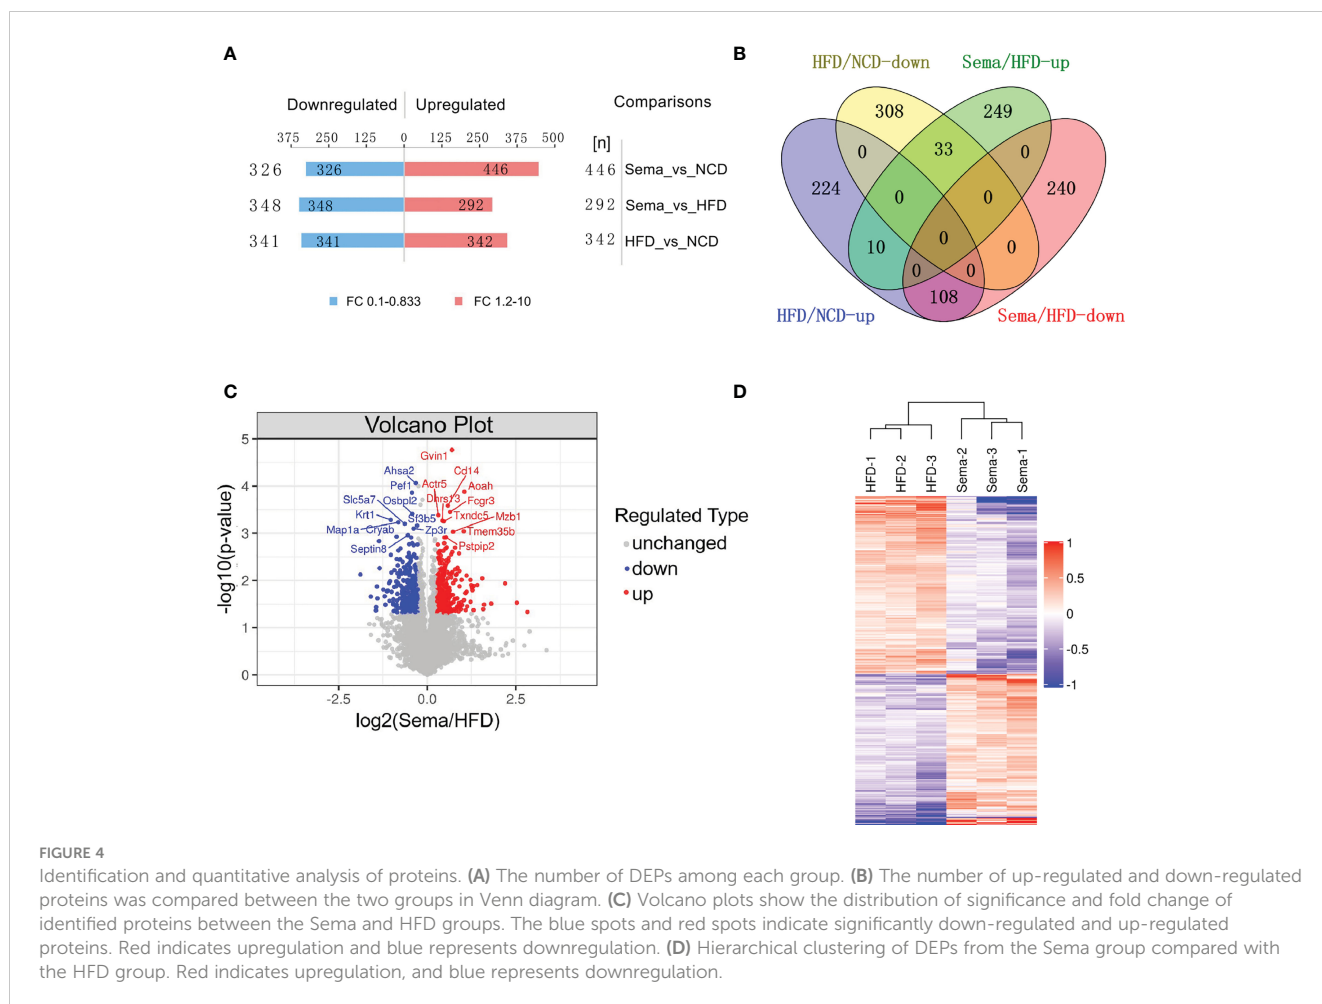 A
Downregulated Upregulated
Comparisons
375 250 125 0 125 250 375 500
[n]
326 326 446 446 Sema_vs_NCD
348 348 292 292 Sema_vs_HFD
341 341 342 342 HFD_vs_NCD
FC 0.1-0.833 FC 1.2-10
B
HFD/NCD-down Sema/HFD-up
308 249
0 33 0
224 0 0 240
10 0 0
0 0
108
HFD/NCD-up Sema/HFD-down
C
Volcano Plot
-log10(p-value)
5
4
3
2
1
0
Gvin1
Ahsa2
Cd14
Pef1
Actr5
Aoah
Slc5a7
Osbpl2
Dhrs13
Fcgr3
Krt1
Sf3b5
Txndc5
Mzb1
Map1a
Cryab
Zp3r
Tmem35b
Septin8
Pstpip2
-2.5 0.0 2.5
log2(Sema/HFD)
Regulated Type
unchanged
down
up
D
HFD-1
HFD-2
HFD-3
Sema-2
Sema-3
Sema-1
1
0.5
0
-0.5
-1
FIGURE 4
Identification and quantitative analysis of proteins. (A) The number of DEPs among each group. (B) The number of up-regulated and down-regulated
proteins was compared between the two groups in Venn diagram. (C) Volcano plots show the distribution of significance and fold change of
identified proteins between the Sema and HFD groups. The blue spots and red spots indicate significantly down-regulated and up-regulated
proteins. Red indicates upregulation and blue represents downregulation. (D) Hierarchical clustering of DEPs from the Sema group compared with
the HFD group. Red indicates upregulation, and blue represents downregulation.